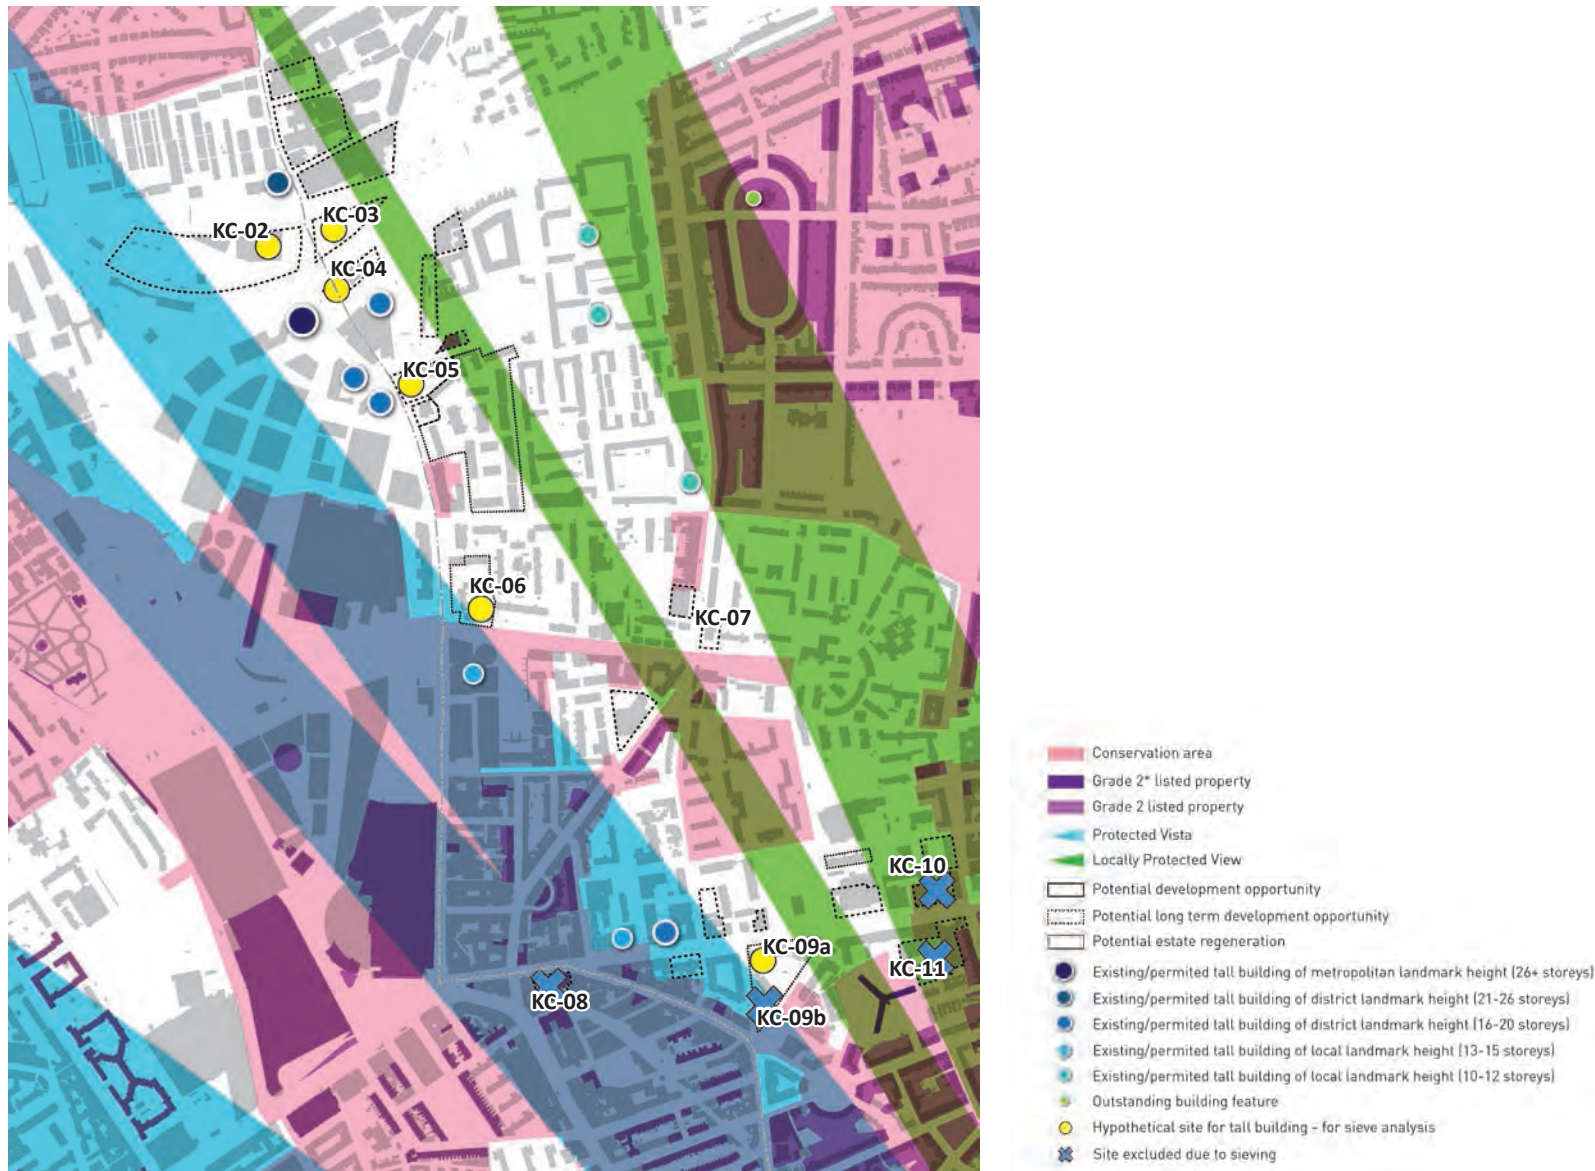 KC-03
KC-02
KC-04
KC-05
KC-06
KC-07
KC-10
KC-09a
KC-11
KC-08
KC-09b
Conservation area
Grade 2* listed property
Grade 2 listed property
Protected Vista
Locally Protected View
Potential development opportunity
Potential long term development opportunity
Potential estate regeneration
Existing/permited tall building of metropolitan landmark height (26+ storeys)
Existing/permited tall building of district landmark height (21-26 storeys)
Existing/permited tall building of district landmark height (16-20 storeys)
Existing/permited tall building of local landmark height (13-15 storeys)
Existing/permited tall building of local landmark height (10-12 storeys)
Outstanding building feature
Hypothetical site for tall building - for sieve analysis
Site excluded due to sieving